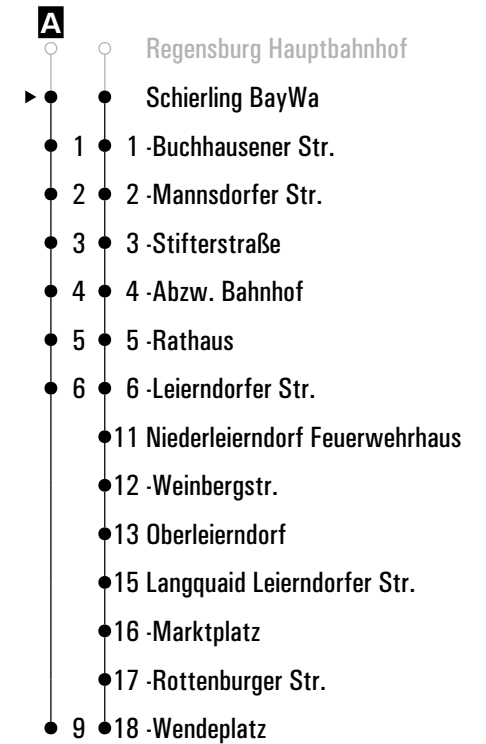 A
Regensburg Hauptbahnhof
Schierling BayWa
1 1 -Buchhausener Str.
2 2 -Mannsdorfer Str.
3 3 -Stifterstraße
4 4 -Abzw. Bahnhof
5 5 -Rathaus
6 6 -Leierndorfer Str.
11 Niederleierndorf Feuerwehrhaus
12 -Weinbergstr.
13 Oberleierndorf
15 Langquaid Leierndorfer Str.
16 -Marktplatz
17 -Rottenburger Str.
9 18 -Wendeplatz